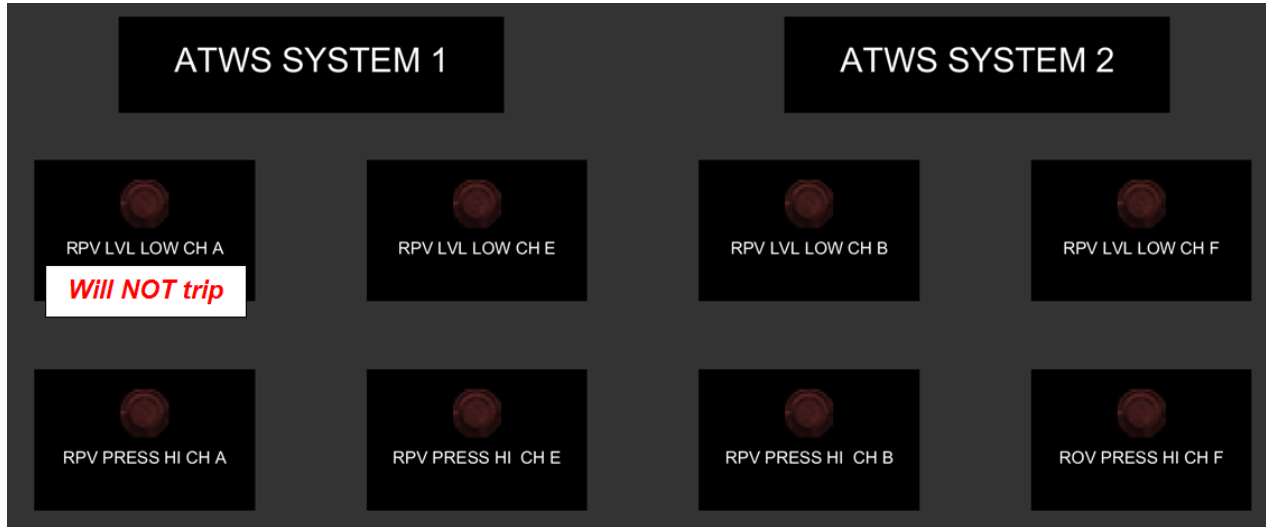 ATWS SYSTEM 1
ATWS SYSTEM 2
RPV LVL LOW CH A
RPV LVL LOW CH E
RPV LVL LOW CH B
RPV LVL LOW CH F
Will NOT trip
RPV PRESS HI CH A
RPV PRESS HI CH E
RPV PRESS HI CH B
ROV PRESS HI CH F